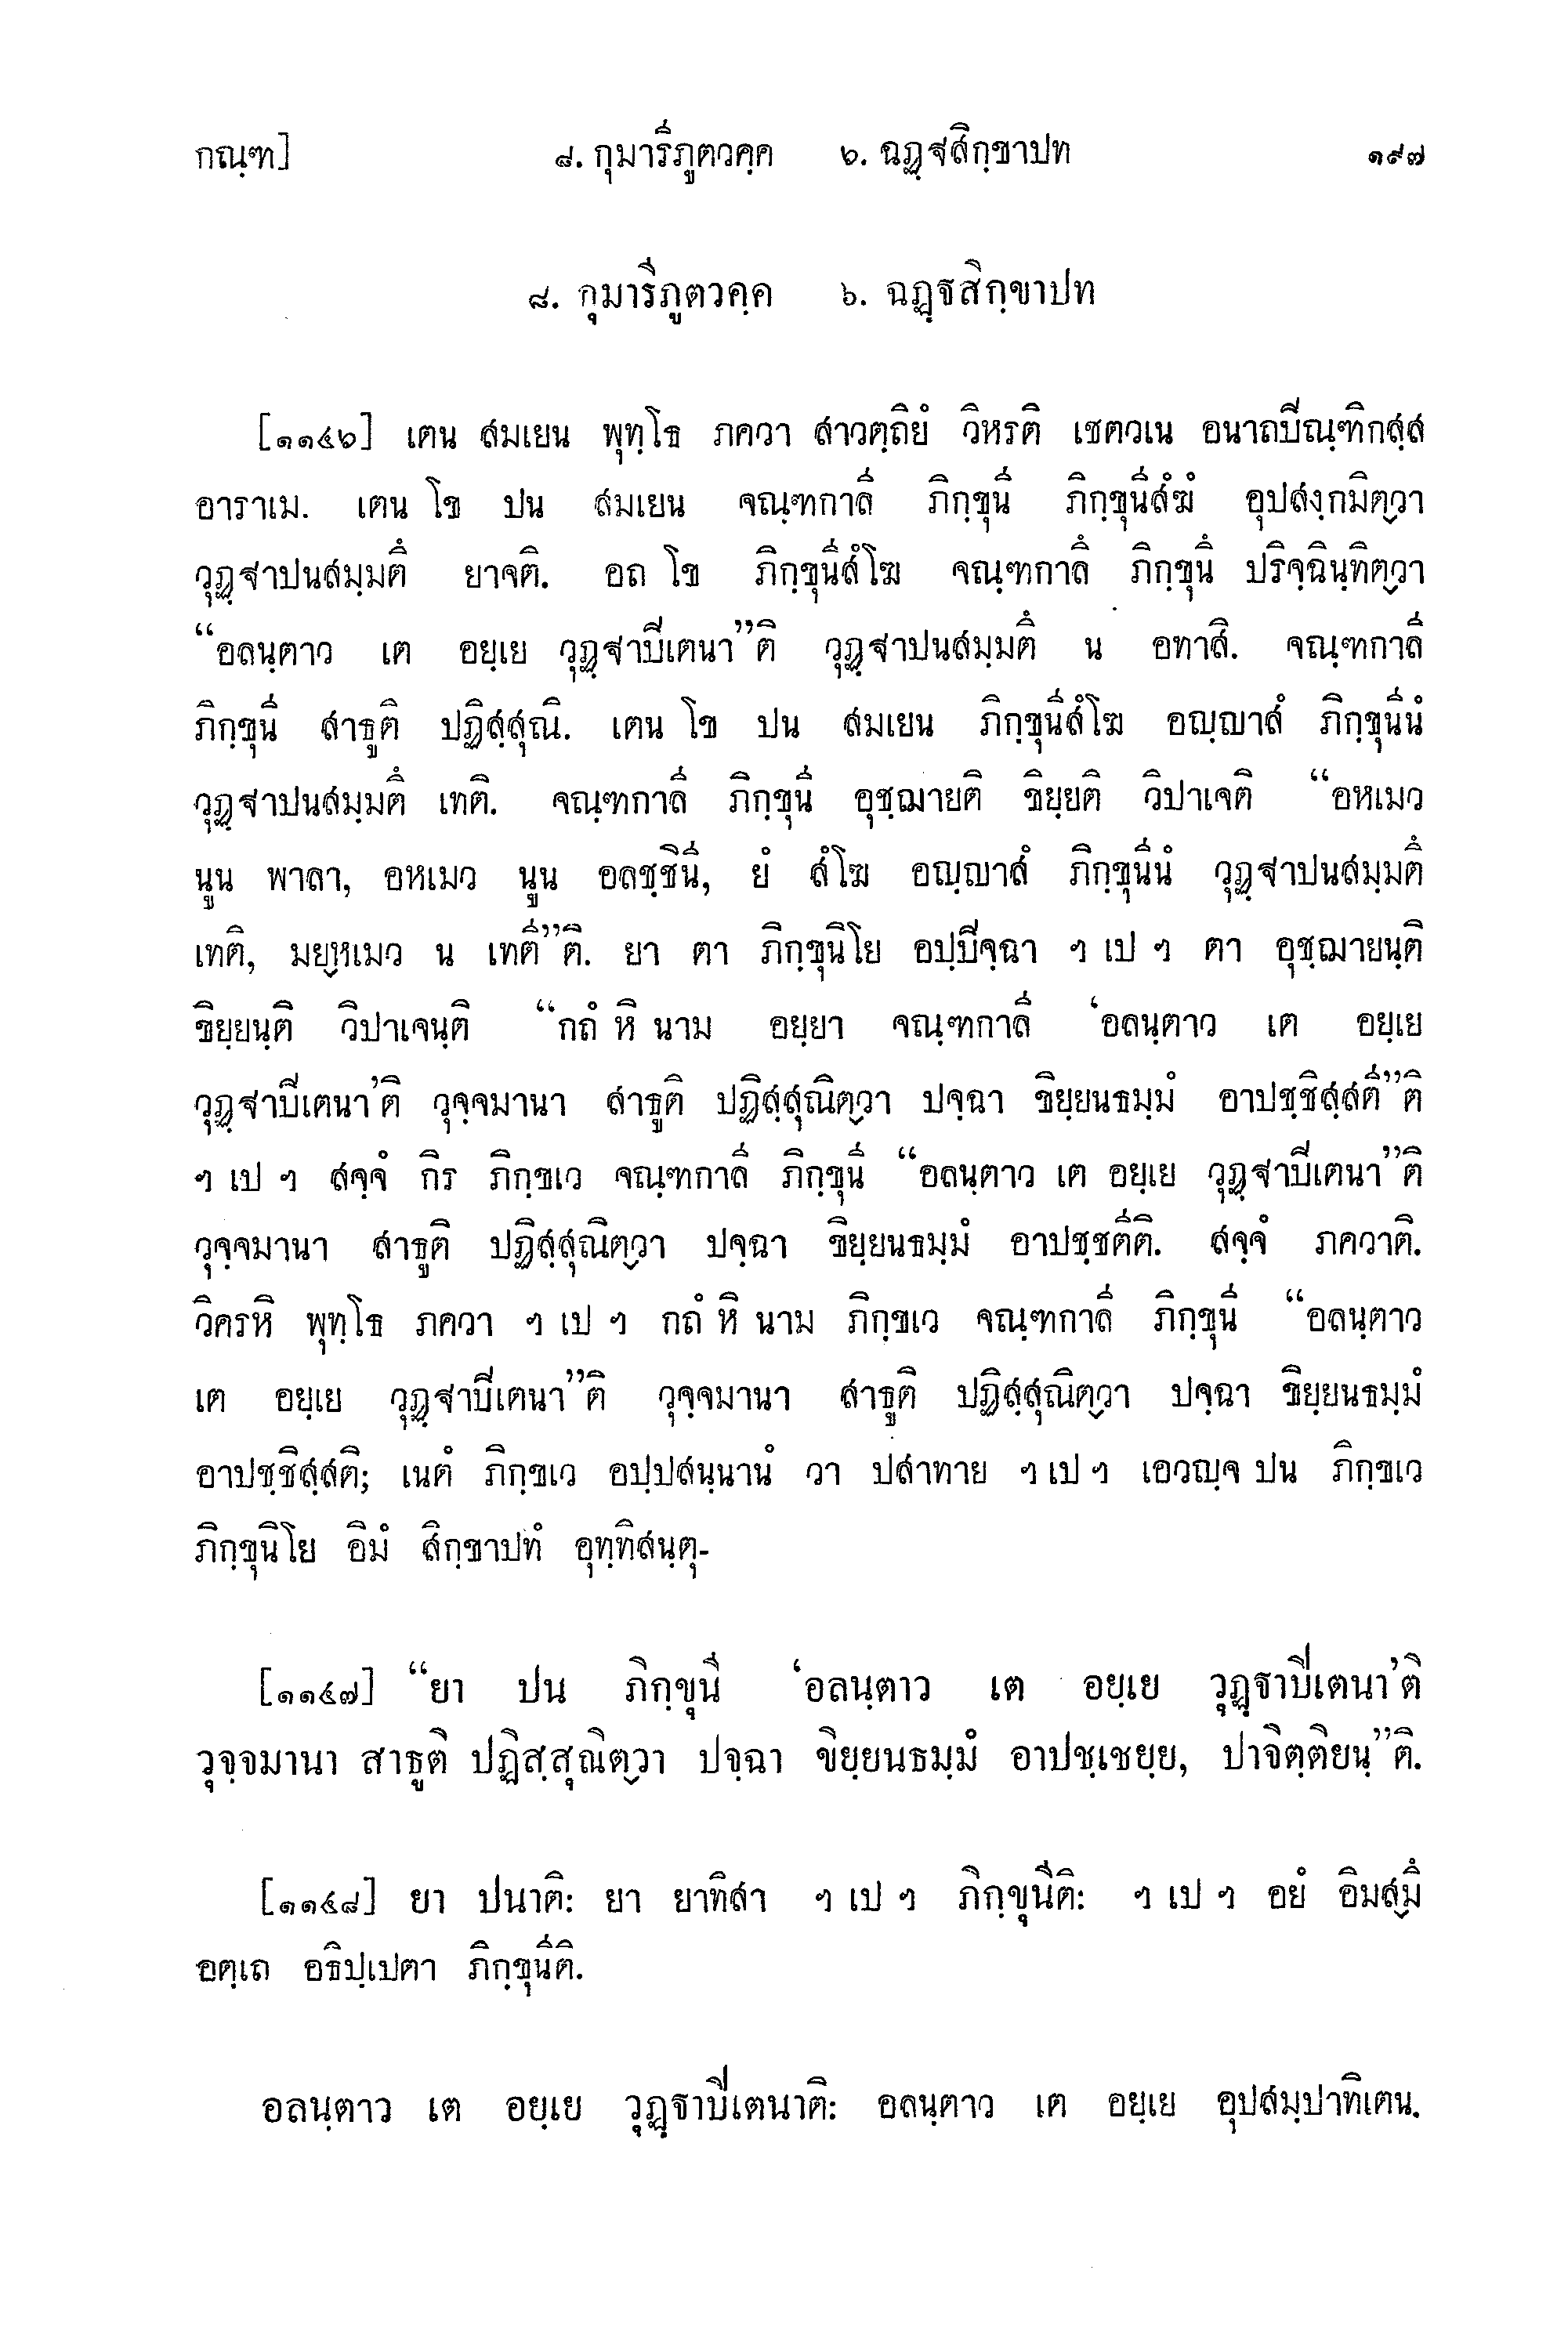 กณฺฑ] ๘. กุมารีภูตวคฺค ๖. ฉฏฺฐสิกฺขาปท ๑๙๗
๘. กุมารีภูตวคฺค ๖. ฉฏฺฐสิกฺขาปท
[๑๑๔๖] เตน สมเยน พุทฺโธ ภควา สาวตฺถิยํ วิหรติ เชตวเน อนาถปิณฺฑิกสฺส
อาราเม. เตน โข ปน สมเยน จณฺฑกาลี ภิกฺขุนี ภิกฺขุนีสํฆํ อุปสงฺกมิตฺวา
วุฏฺฐาปนสมฺมตึ ยาจติ. อถ โข ภิกฺขุนีสํโฆ จณฺฑกาลึ ภิกฺขุนึ ปริจฺฉินฺทิตฺวา
“อลนฺตาว เต อยฺเย วุฏฺฐาปิเตนา”ติ วุฏฺฐาปนสมฺมตึ น อทาสิ. จณฺฑกาลี
ภิกฺขุนี สาธูติ ปฏิสฺสุณิ. เตน โข ปน สมเยน ภิกฺขุนีสํโฆ อญฺญาสํ ภิกฺขุนีนํ
วุฏฺฐาปนสมฺมตึ เทติ. จณฺฑกาลี ภิกฺขุนี อุชฺฌายติ ขิยฺยติ วิปาเจติ “อหเมว
นูน พาลา, อหเมว นูน อลชฺชินี, ยํ สํโฆ อญฺญาสํ ภิกฺขุนีนํ วุฏฺฐาปนสมฺมตึ
เทติ, มยฺหเมว น เทตี”ติ. ยา ตา ภิกฺขุนิโย อปฺปิจฺฉา ฯ เป ฯ ตา อุชฺฌายนฺติ
ขิยฺยนฺติ วิปาเจนฺติ “กถํ หิ นาม อยฺยา จณฺฑกาลี ‘อลนฺตาว เต อยฺเย
วุฏฺฐาปิเตนา’ติ วุจฺจมานา สาธูติ ปฏิสฺสุณิตฺวา ปจฺฉา ขิยฺยนธมฺมํ อาปชฺชิสฺสตี”ติ
ฯ เป ฯ สจฺจํ กิร ภิกฺขเว จณฺฑกาลี ภิกฺขุนี “อลนฺตาว เต อยฺเย วุฏฺฐาปิเตนา”ติ
วุจฺจมานา สาธูติ ปฏิสฺสุณิตฺวา ปจฺฉา ขิยฺยนธมฺมํ อาปชฺชตีติ. สจฺจํ ภควาติ.
วิครหิ พุทฺโธ ภควา ฯ เป ฯ กถํ หิ นาม ภิกฺขเว จณฺฑกาลี ภิกฺขุนี “อลนฺตาว
เต อยฺเย วุฏฺฐาปิเตนา”ติ วุจฺจมานา สาธูติ ปฏิสฺสุณิตฺวา ปจฺฉา ขิยฺยนธมฺมํ
อาปชฺชิสฺสติ; เนตํ ภิกฺขเว อปฺปสนฺนานํ วา ปสาทาย ฯ เป ฯ เอวญฺจ ปน ภิกฺขเว
ภิกฺขุนิโย อิมํ สิกฺขาปทํ อุทฺทิสนฺตุ-
[๑๑๔๗] “ยา ปน ภิกฺขุนี ‘อลนฺตาว เต อยฺเย วุฏฺฐาปิเตนา’ติ
วุจฺจมานา สาธูติ ปฏิสฺสุณิตฺวา ปจฺฉา ขิยฺยนธมฺมํ อาปชฺเชยฺย, ปาจิตฺติยนฺ”ติ.
[๑๑๔๘] ยา ปนาติ: ยา ยาทิสา ฯ เป ฯ ภิกฺขุนีติ: ฯ เป ฯ อยํ อิมสฺมึ
อตฺเถ อธิปฺเปตา ภิกฺขุนีติ.
อลนฺตาว เต อยฺเย วุฏฺฐาปิเตนาติ: อลนฺตาว เต อยฺเย อุปสมฺปาทิเตน.